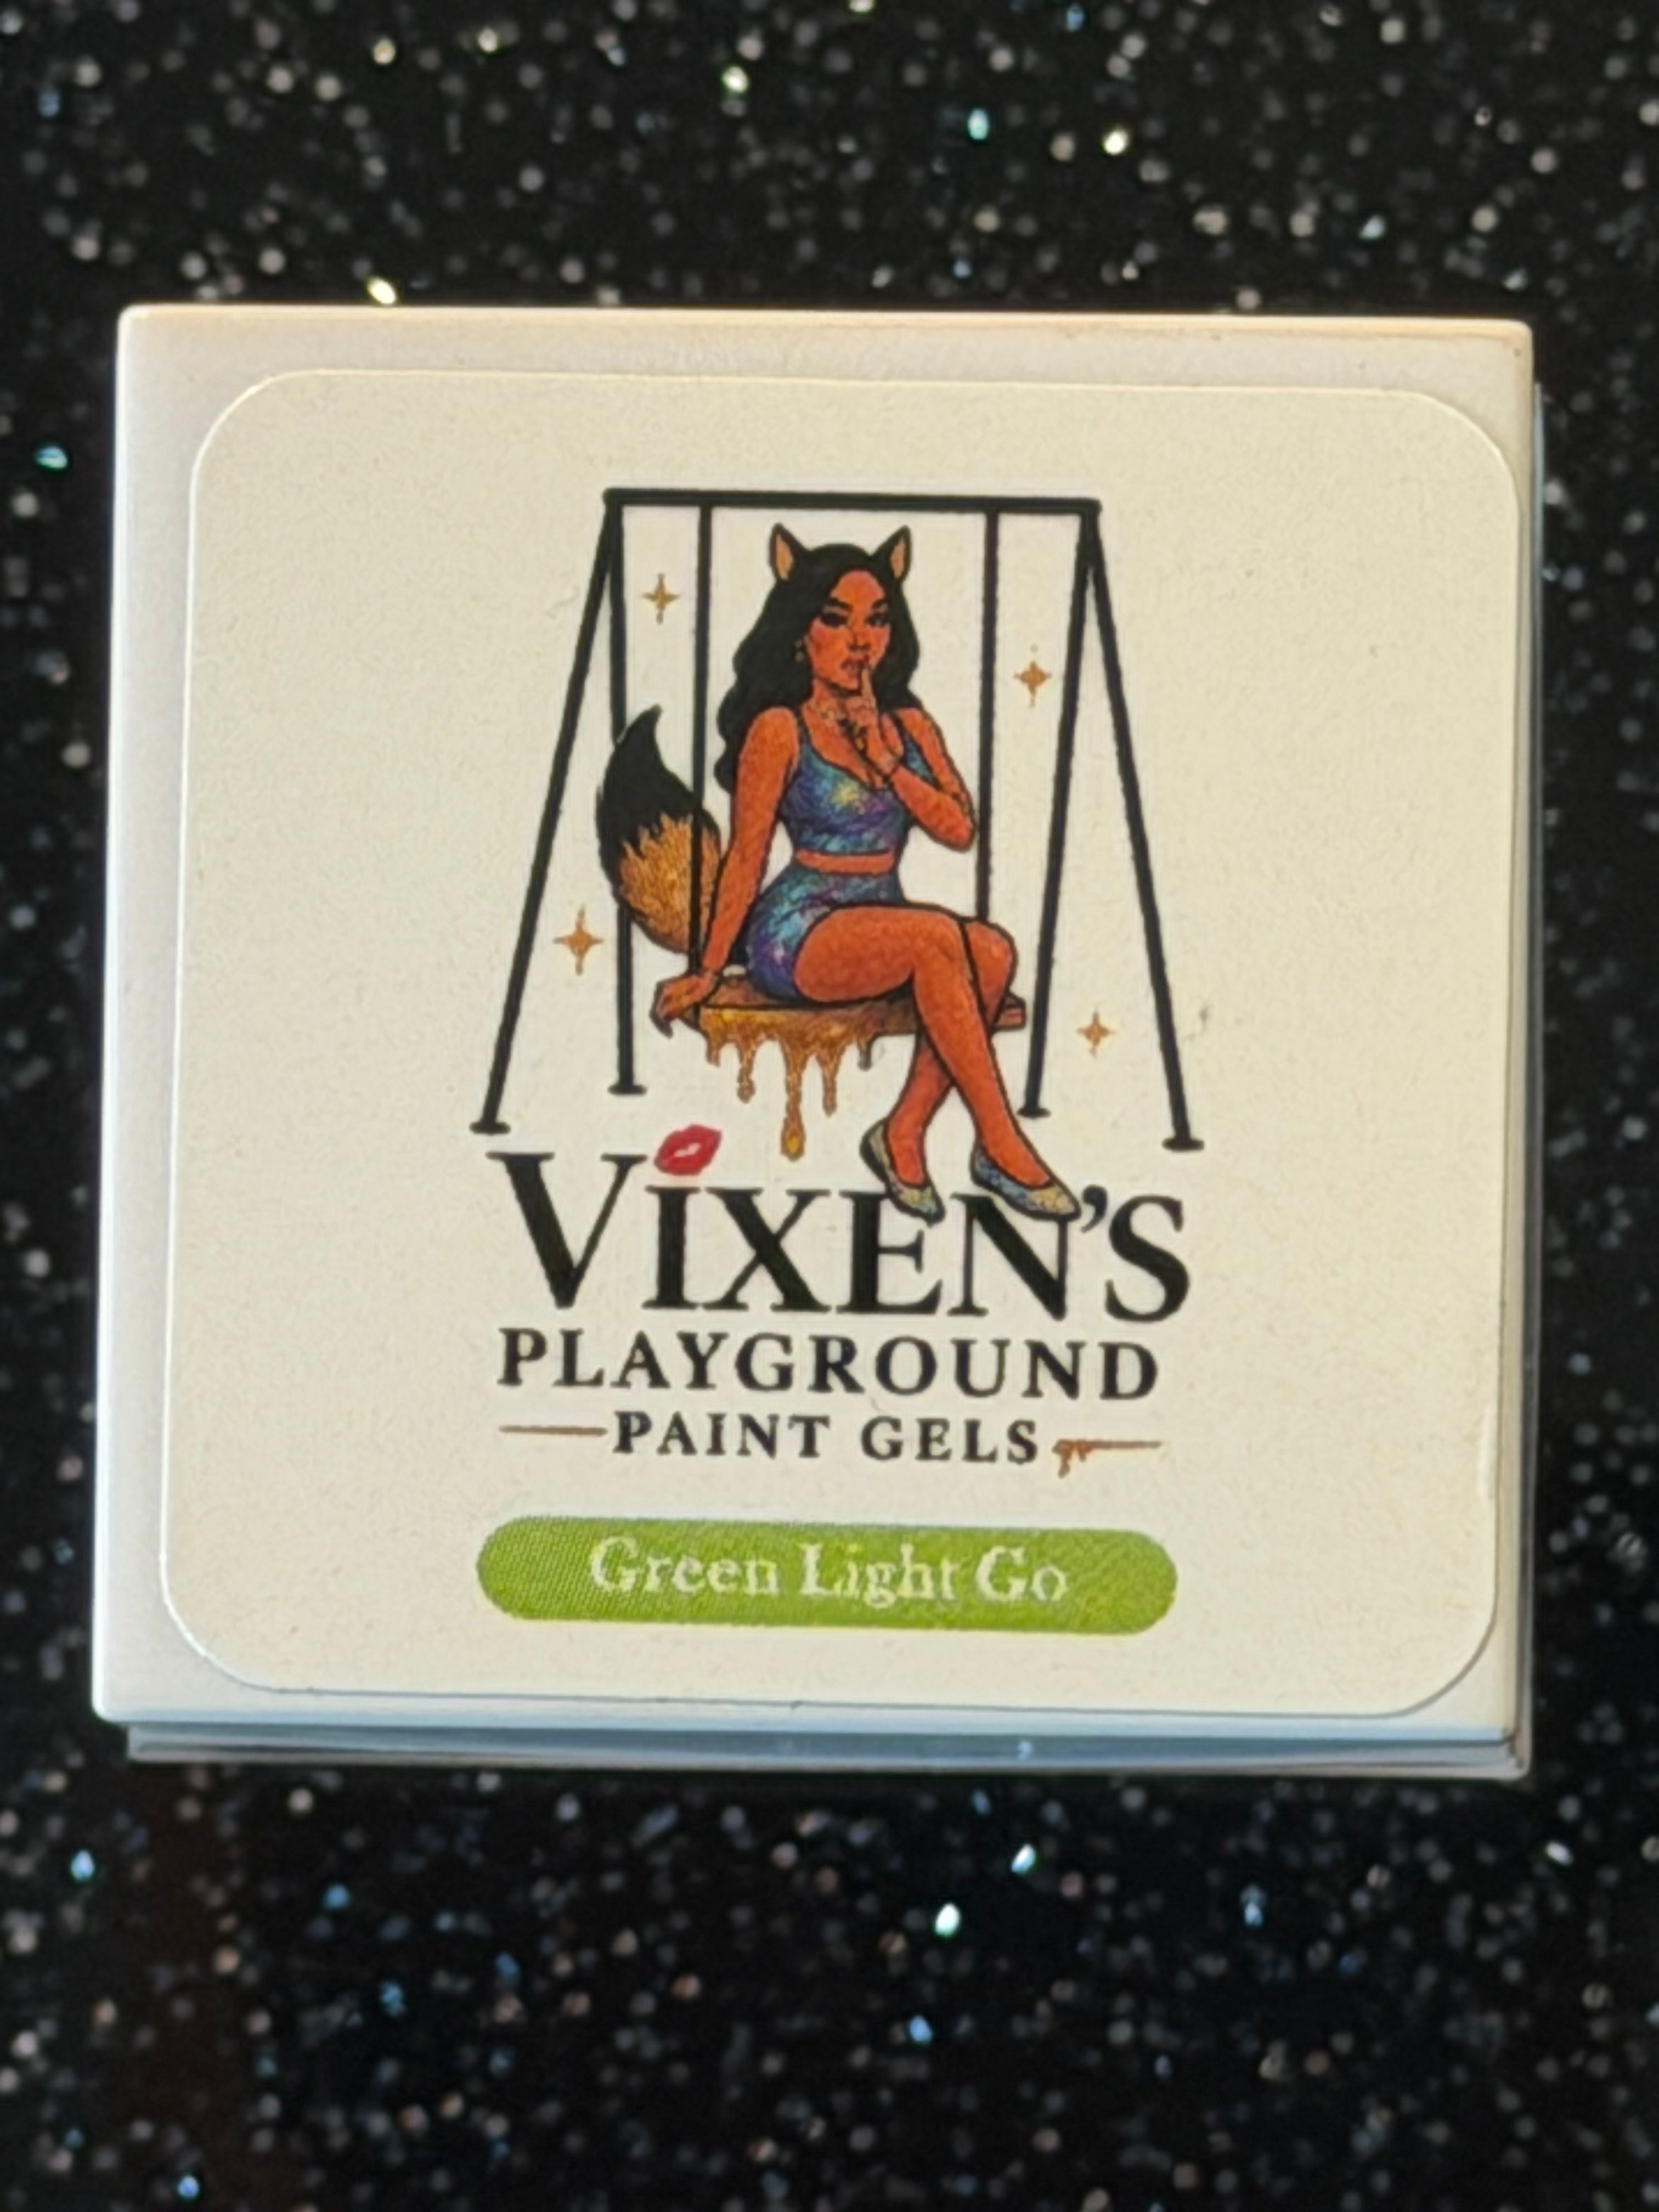 VIXEN'S
PLAYGROUND
PAINT GELS
Green Light Go